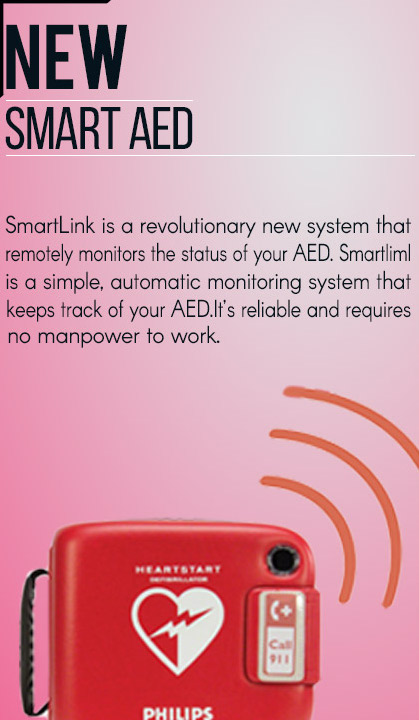 NEW
SMART AED
SmartLink is a revolutionary new system that
remotely monitors the status of your AED. Smartliml
is a simple, automatic monitoring system that
keeps track of your AED.It's reliable and requires
no manpower to work.
HEARTSTART
DEFIBRILLATOR
Call
911
PHILIPS